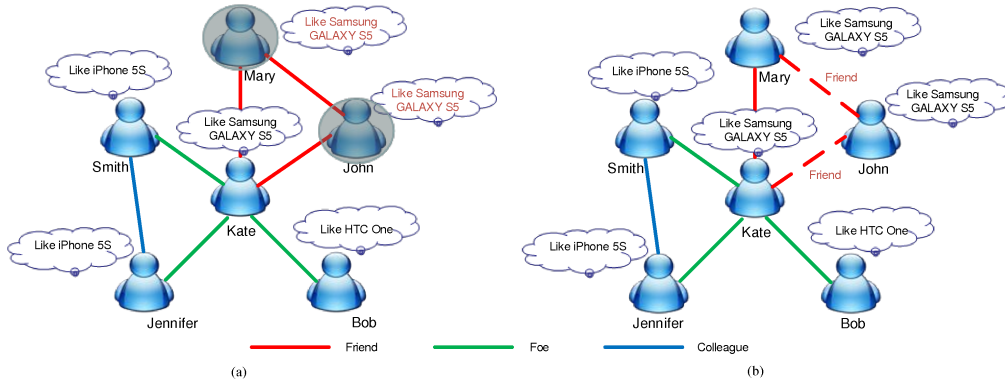 Like Samsung
GALAXY S5
Mary
Like iPhone 5S
Like Samsung
GALAXY S5
Like Samsung
GALAXY S5
Smith
John
Kate
Like iPhone 5S
Like HTC One
Jennifer
Bob
Like Samsung
GALAXY S5
Mary
Like iPhone 5S
Friend
Like Samsung
GALAXY S5
Like Samsung
GALAXY S5
Smith
John
Friend
Kate
Like iPhone 5S
Like HTC One
Jennifer
Bob
Friend
Foe
Colleague
(a)
(b)